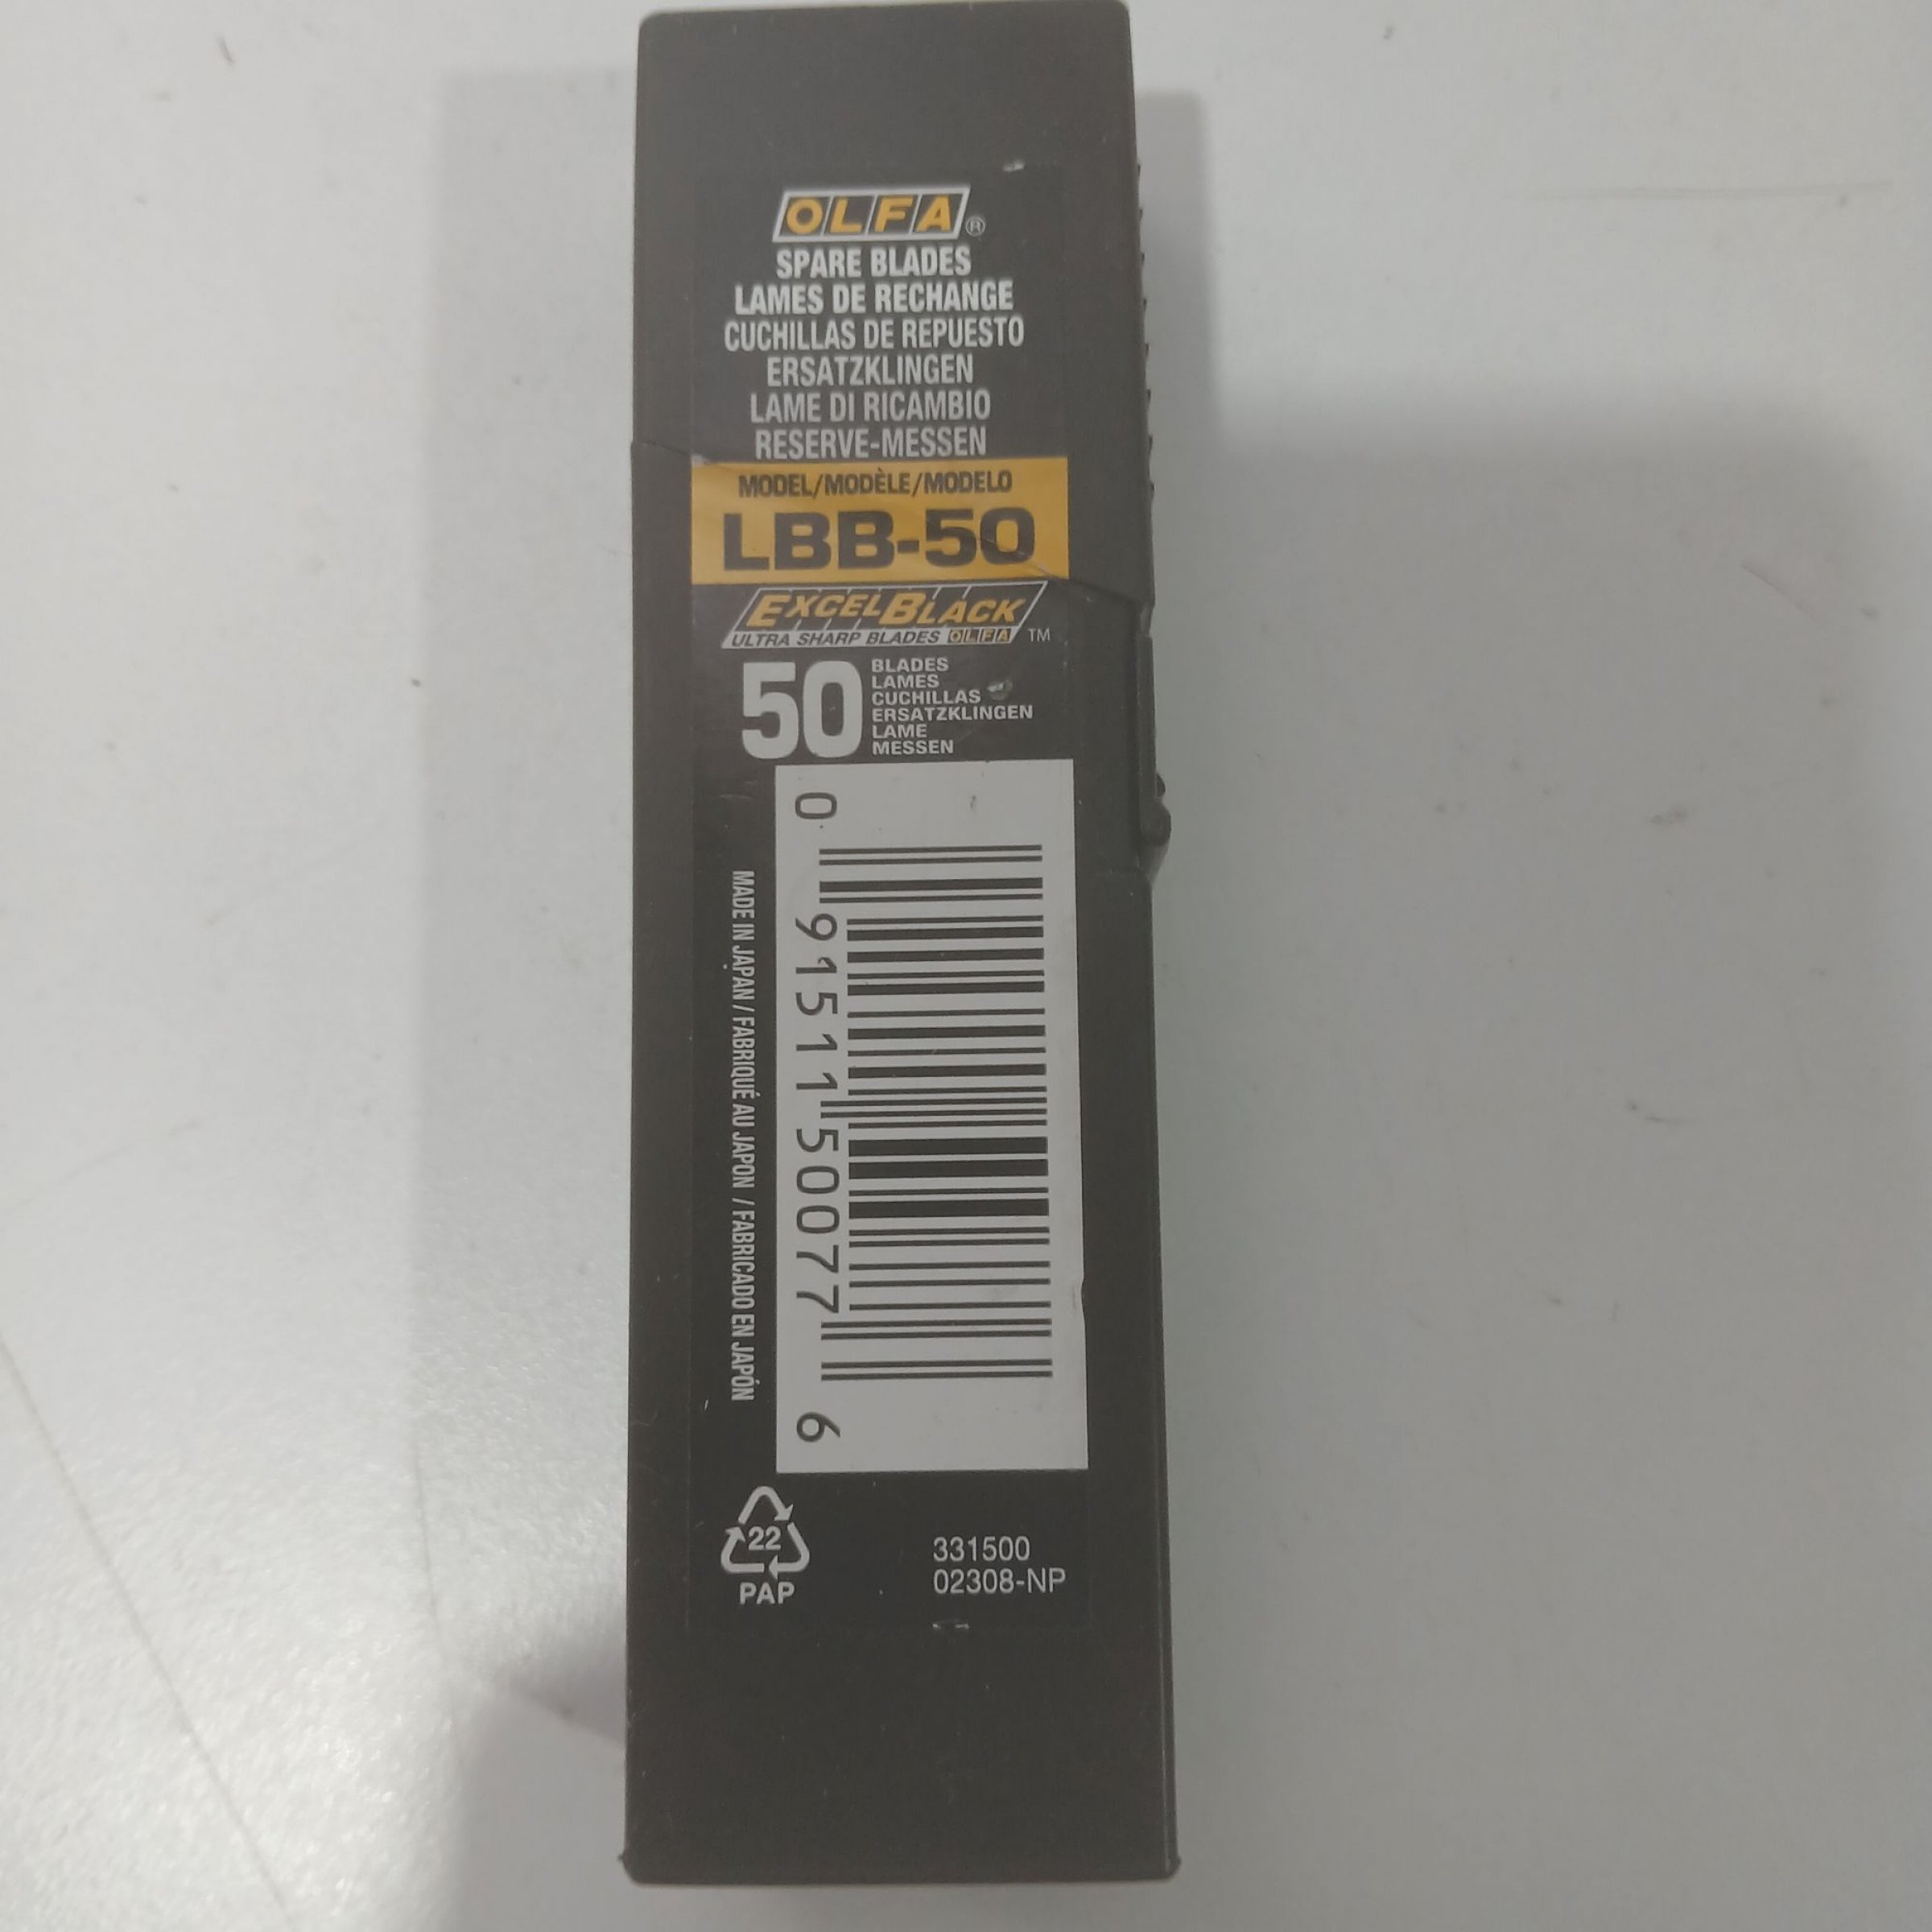 OLFA®
SPARE BLADES
LAMES DE RECHANGE
CUCHILLAS DE REPUESTO
ERSATZKLINGEN
LAME DI RICAMBIO
RESERVE-MESSEN
MODEL/MODÈLE/MODELO
LBB-50
EXCELBLACK
ULTRA SHARP BLADES OLFA ™
50
BLADES
LAMES
CUCHILLAS
ERSATZKLINGEN
LAME
MESSEN
0 91511 50077 6
MADE IN JAPAN / FABRIQUÉ AU JAPON / FABRICADO EN JAPÓN
22
PAP
331500
02308-NP